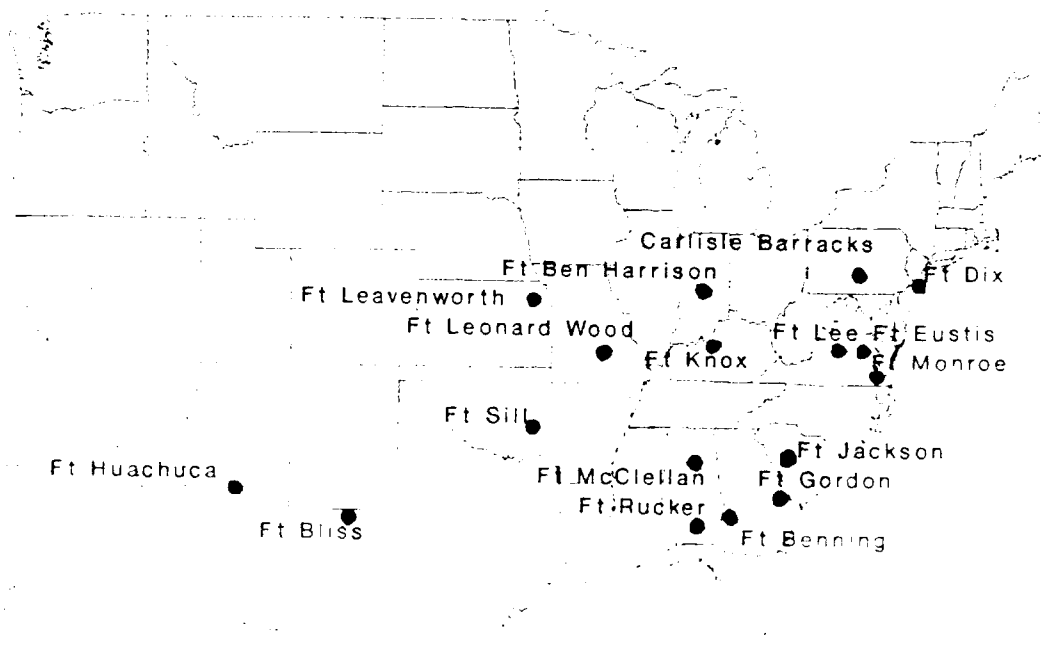 Carlisle Barracks
Ft Ben Harrison
Ft Dix
Ft Leavenworth
Ft Leonard Wood
Ft Lee
Ft Eustis
Ft Knox
Ft Monroe
Ft Sill
Ft Jackson
Ft Huachuca
Ft McClellan
Ft Gordon
Ft Rucker
Ft Bliss
Ft Benning